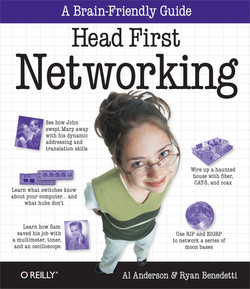 A Brain-Friendly Guide
Head First
Networking
See how John
swept Mary away
with his dynamic
addressing and
translation skills
Wire up a haunted
house with fiber,
CAT-5, and coax
Learn what switches know
about your computer... and
what hubs don't
Learn how Sam
saved his job with
a multimeter, toner,
and an oscilloscope
Use RIP and EIGRP
to network a series of
moon bases
O'REILLY®
Al Anderson & Ryan Benedetti